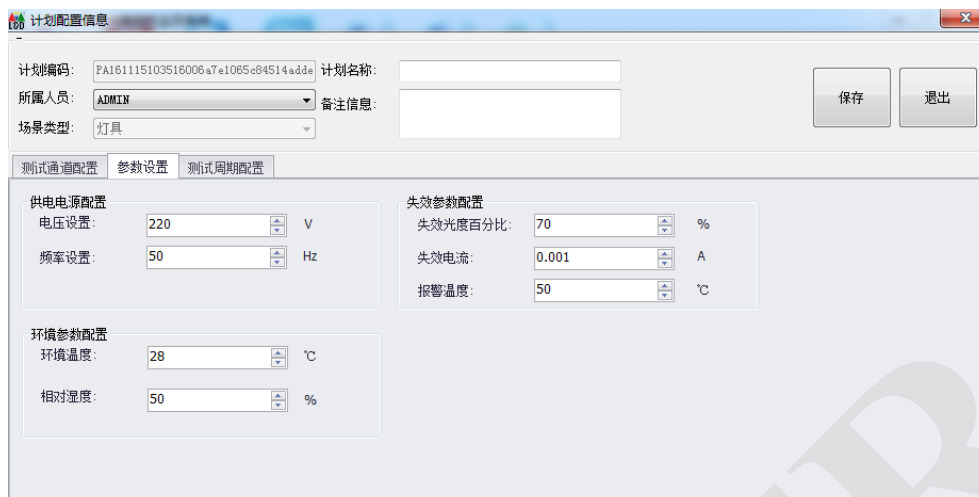 计划配置信息
计划编码: PA161115103516006a7e1065c84514adde 计划名称:
所属人员: ADMIN 备注信息:
场景类型: 灯具
保存 退出
测试通道配置 参数设置 测试周期配置
供电电源配置
电压设置: 220 V
频率设置: 50 Hz
失效参数配置
失效光度百分比: 70 %
失效电流: 0.001 A
报警温度: 50 ℃
环境参数配置
环境温度: 28 ℃
相对湿度: 50 %